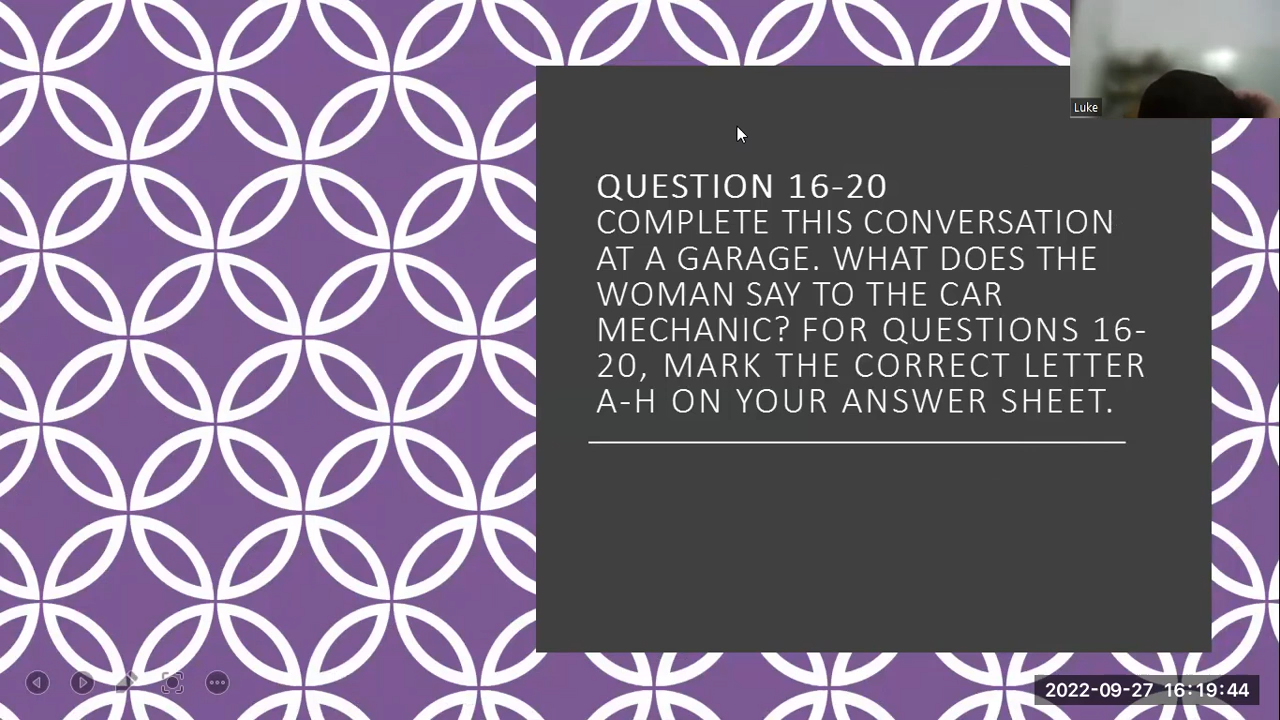 Luke
QUESTION 16-20
COMPLETE THIS CONVERSATION
AT A GARAGE. WHAT DOES THE
WOMAN SAY TO THE CAR
MECHANIC? FOR QUESTIONS 16-
20, MARK THE CORRECT LETTER
A-H ON YOUR ANSWER SHEET.
2022-09-27 16:19:44